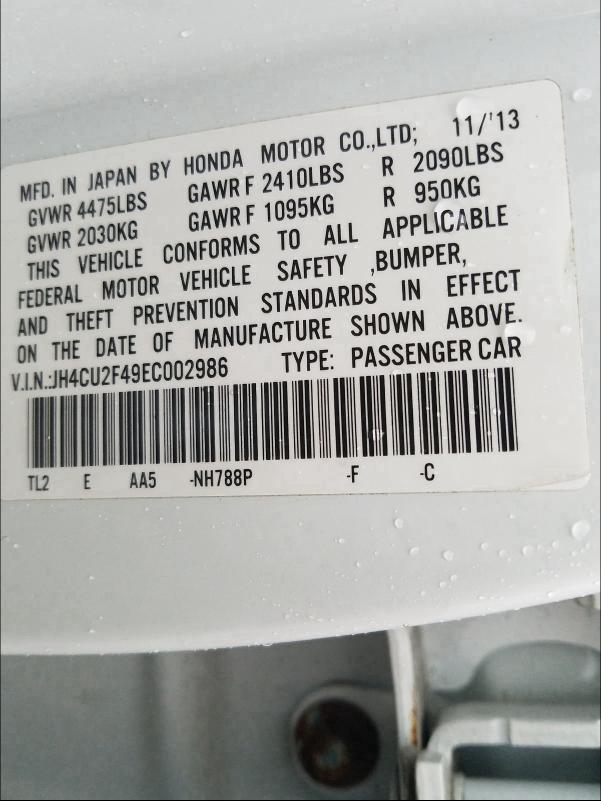 MFD. IN JAPAN BY HONDA MOTOR CO.,LTD; 11/'13
GVWR 4475LBS GAWR F 2410LBS R 2090LBS
GVWR 2030KG GAWR F 1095KG R 950KG
THIS VEHICLE CONFORMS TO ALL APPLICABLE
FEDERAL MOTOR VEHICLE SAFETY ,BUMPER,
AND THEFT PREVENTION STANDARDS IN EFFECT
ON THE DATE OF MANUFACTURE SHOWN ABOVE.
V.I.N.:JH4CU2F49EC002986 TYPE: PASSENGER CAR
TL2 E AA5 -NH788P -F -C